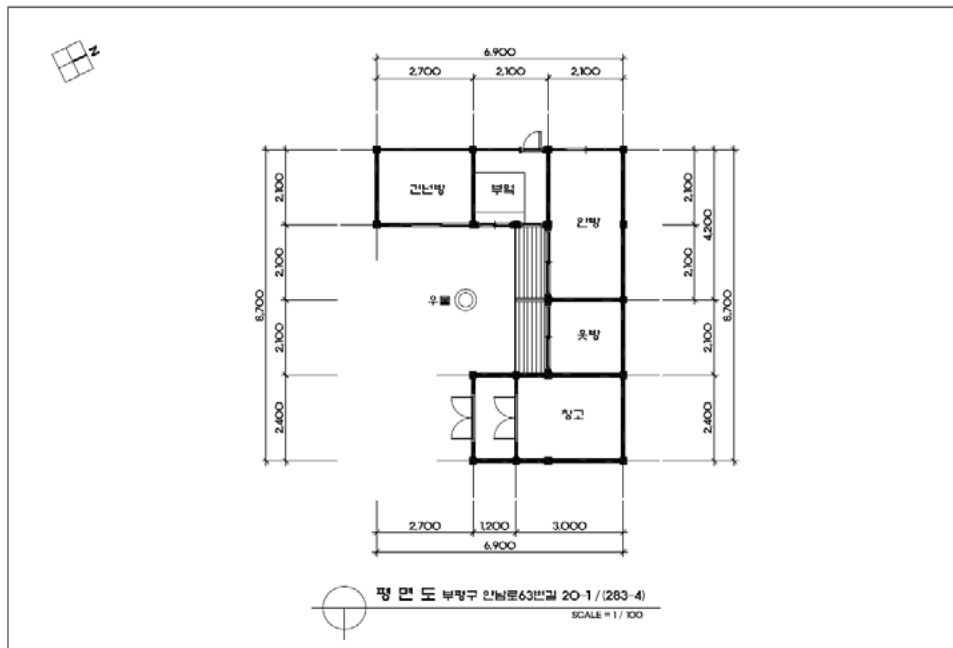 N
6,900
2,700 2,100 2,100
건넌방 부엌 안방
2,100 2,100
4,200
2,100 2,100
8,700 우물 8,700
2,100 웃방 2,100
2,400 창고 2,400
2,700 1,200 3,000
6,900
평 면 도 부평구 안남로63번길 20-1 / (283-4)
SCALE = 1 / 100